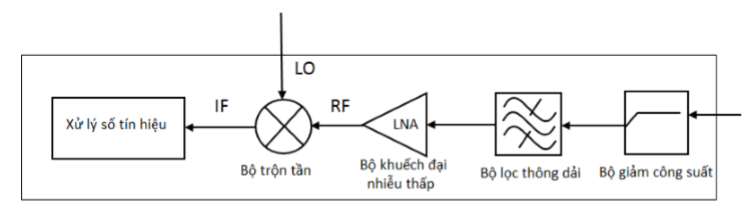 LO
IF
RF
Xử lý số tín hiệu
LNA
Bộ trộn tần
Bộ khuếch đại
nhiễu thấp
Bộ lọc thông dải
Bộ giảm công suất